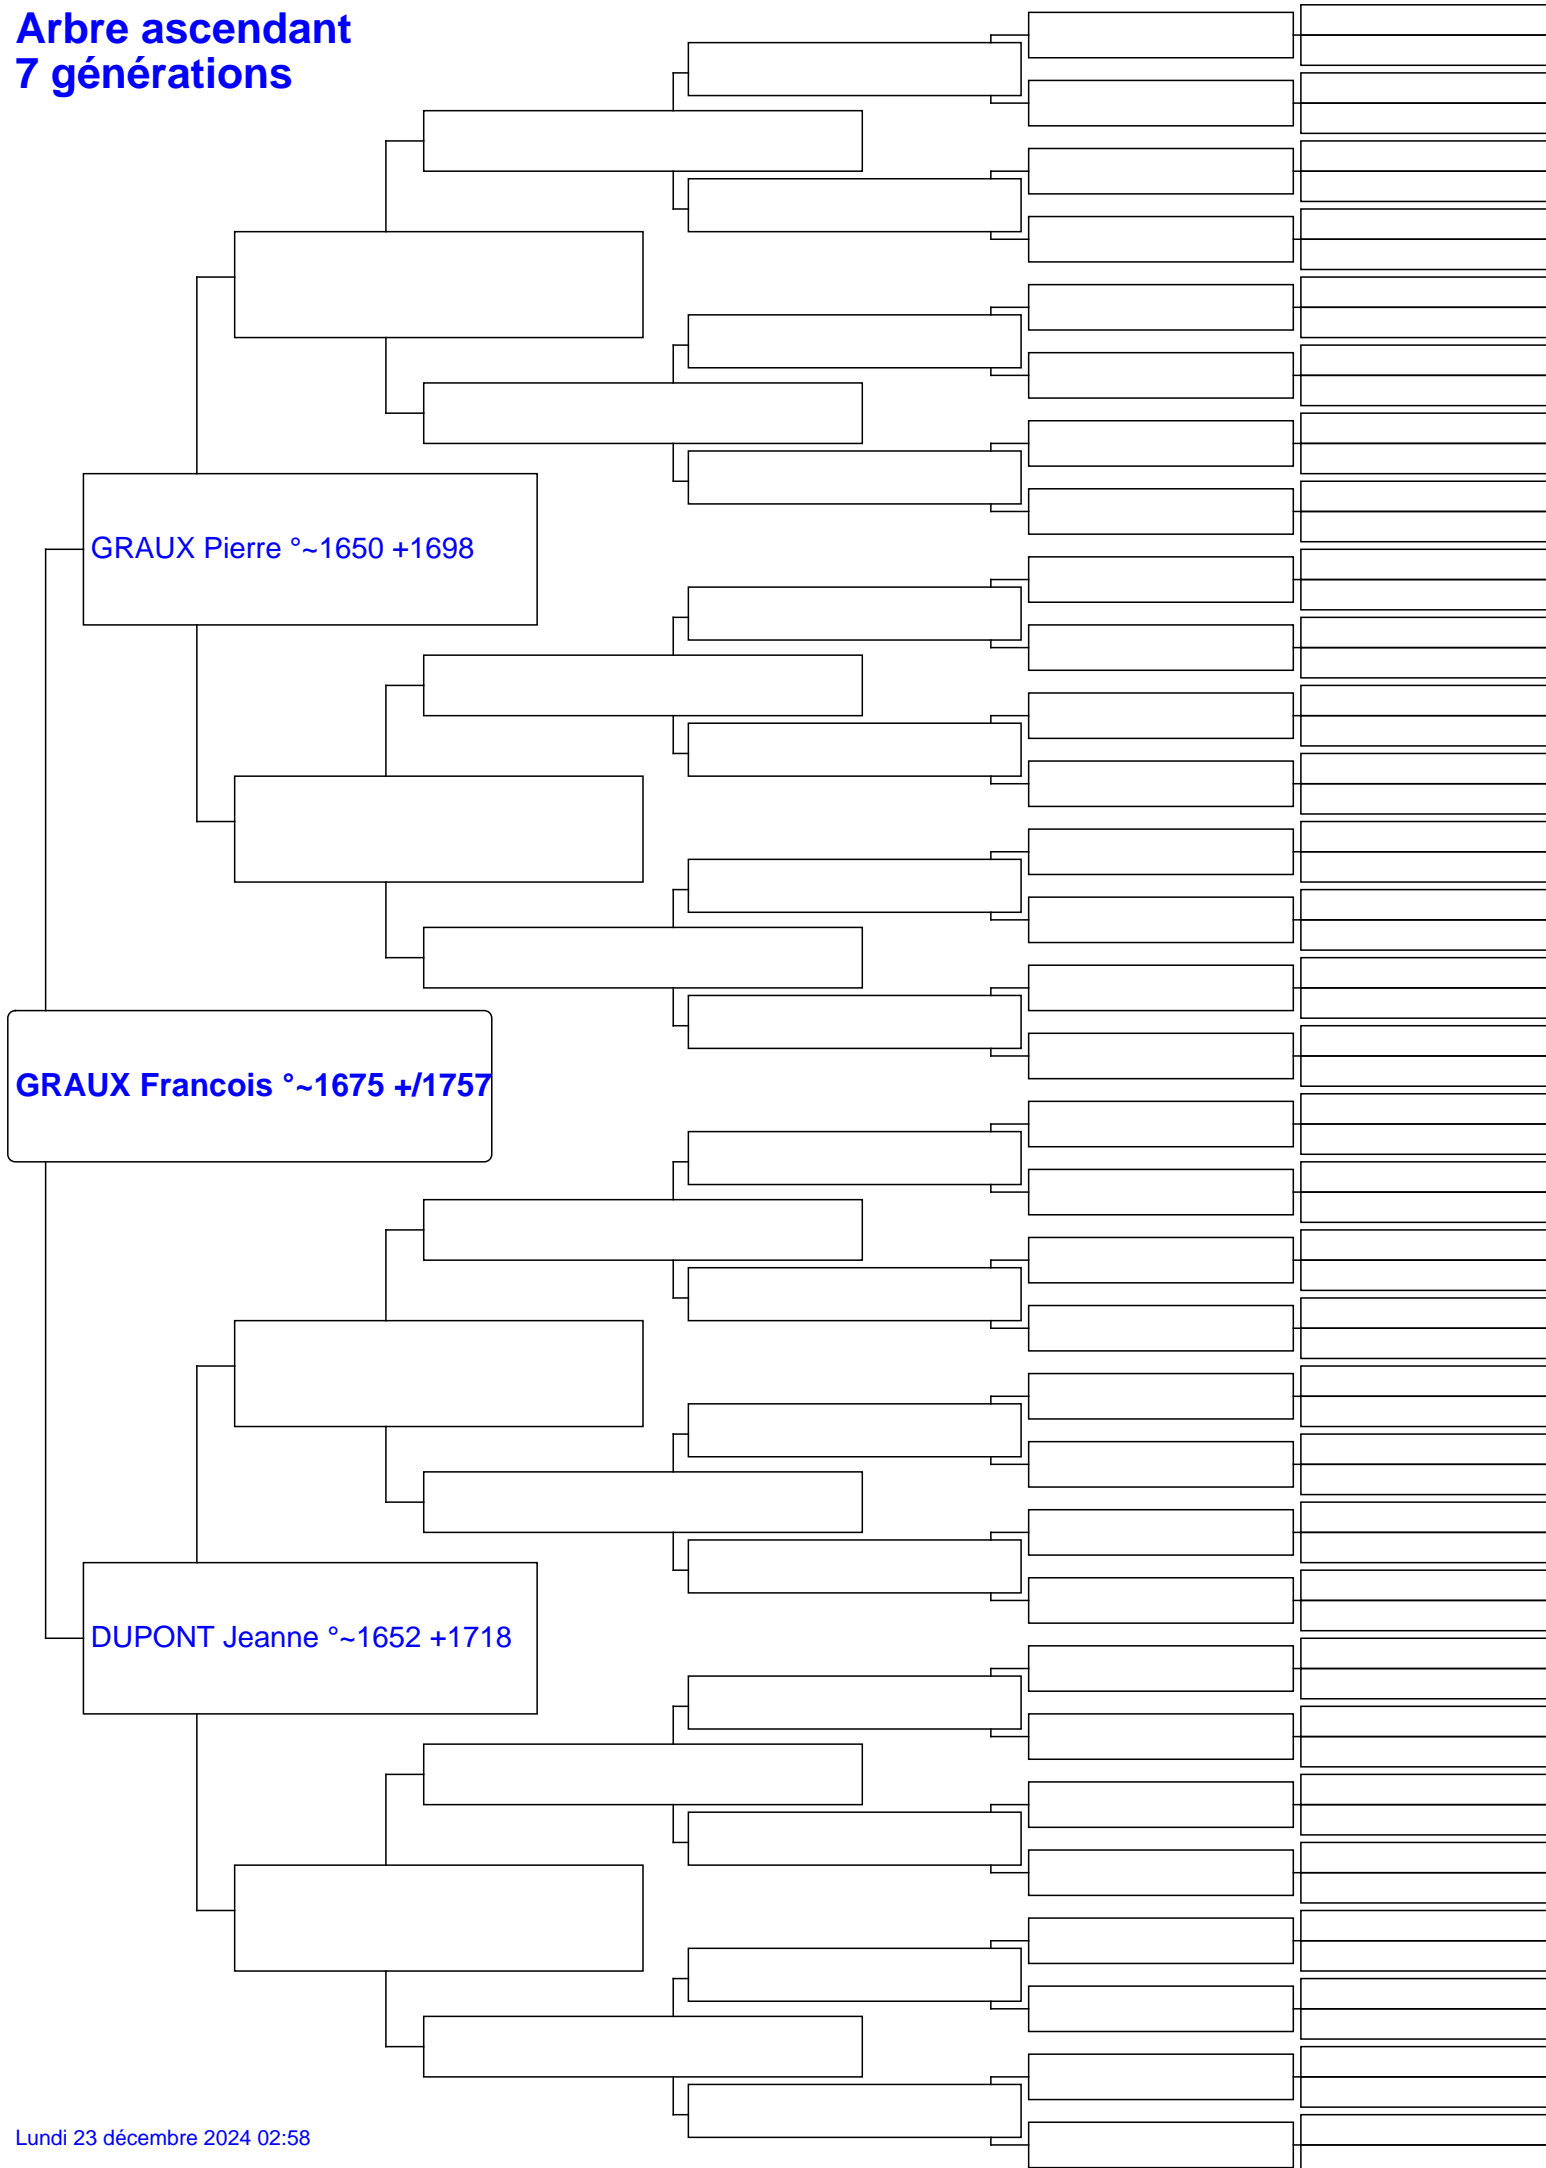 Arbre ascendant
7 générations
GRAUX Pierre °~1650 +1698
GRAUX Francois °~1675 +/1757
DUPONT Jeanne °~1652 +1718
Lundi 23 décembre 2024 02:58